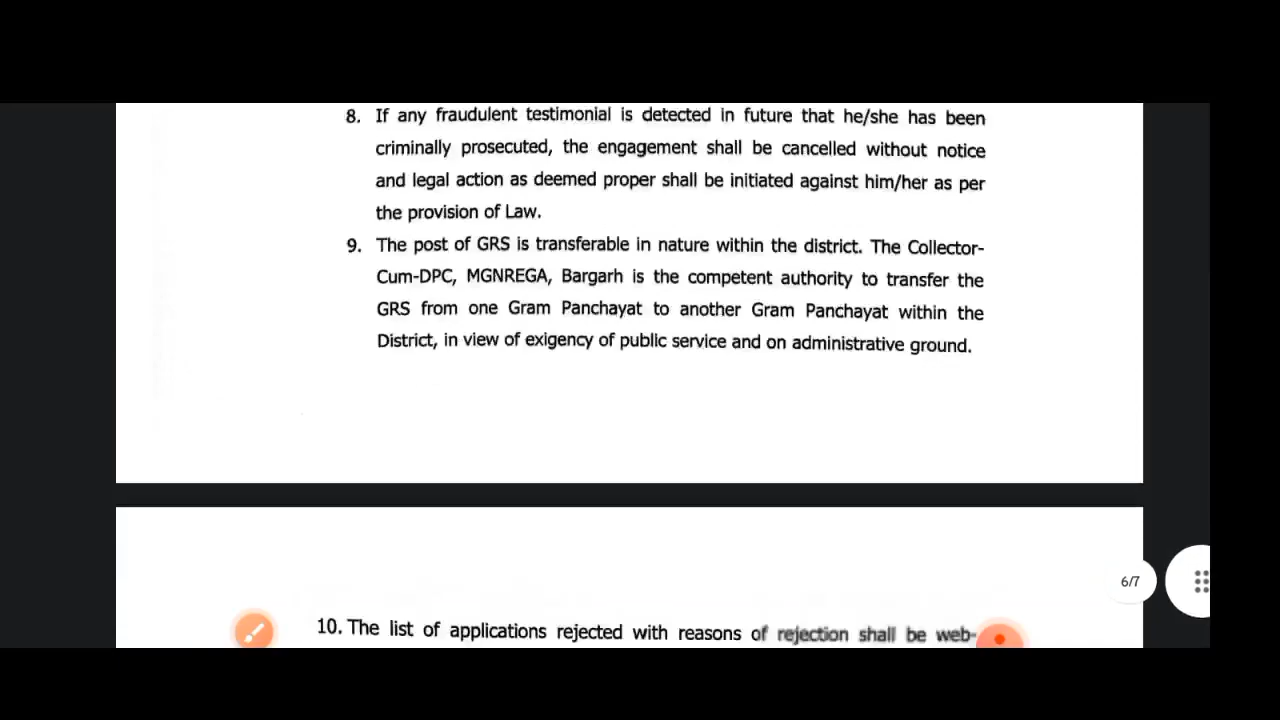 8. If any fraudulent testimonial is detected in future that he/she has been
criminally prosecuted, the engagement shall be cancelled without notice
and legal action as deemed proper shall be initiated against him/her as per
the provision of Law.
9. The post of GRS is transferable in nature within the district. The Collector-
Cum-DPC, MGNREGA, Bargarh is the competent authority to transfer the
GRS from one Gram Panchayat to another Gram Panchayat within the
District, in view of exigency of public service and on administrative ground.
6/7
10. The list of applications rejected with reasons of rejection shall be web-